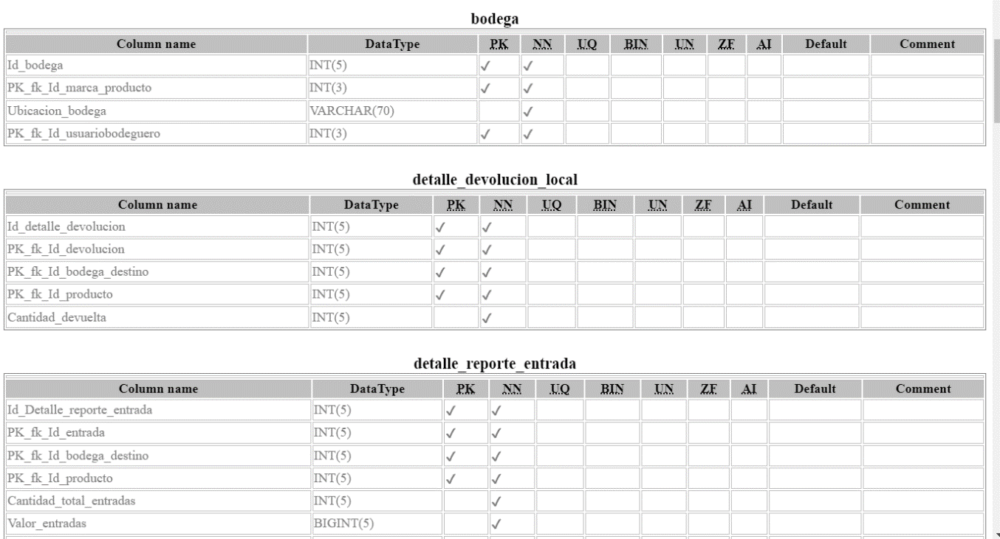 bodega
Column name DataType PK NN UQ BIN UN ZF AI Default Comment
Id_bodega INT(5) ✓ ✓
PK_fk_Id_marca_producto INT(3) ✓ ✓
Ubicacion_bodega VARCHAR(70) ✓
PK_fk_Id_usuariobodeguero INT(3) ✓ ✓
detalle_devolucion_local
Column name DataType PK NN UQ BIN UN ZF AI Default Comment
Id_detalle_devolucion INT(5) ✓ ✓
PK_fk_Id_devolucion INT(5) ✓ ✓
PK_fk_Id_bodega_destino INT(5) ✓ ✓
PK_fk_Id_producto INT(5) ✓ ✓
Cantidad_devuelta INT(5) ✓
detalle_reporte_entrada
Column name DataType PK NN UQ BIN UN ZF AI Default Comment
Id_Detalle_reporte_entrada INT(5) ✓ ✓
PK_fk_Id_entrada INT(5) ✓ ✓
PK_fk_Id_bodega_destino INT(5) ✓ ✓
PK_fk_Id_producto INT(5) ✓ ✓
Cantidad_total_entradas INT(5) ✓
Valor_entradas BIGINT(5) ✓